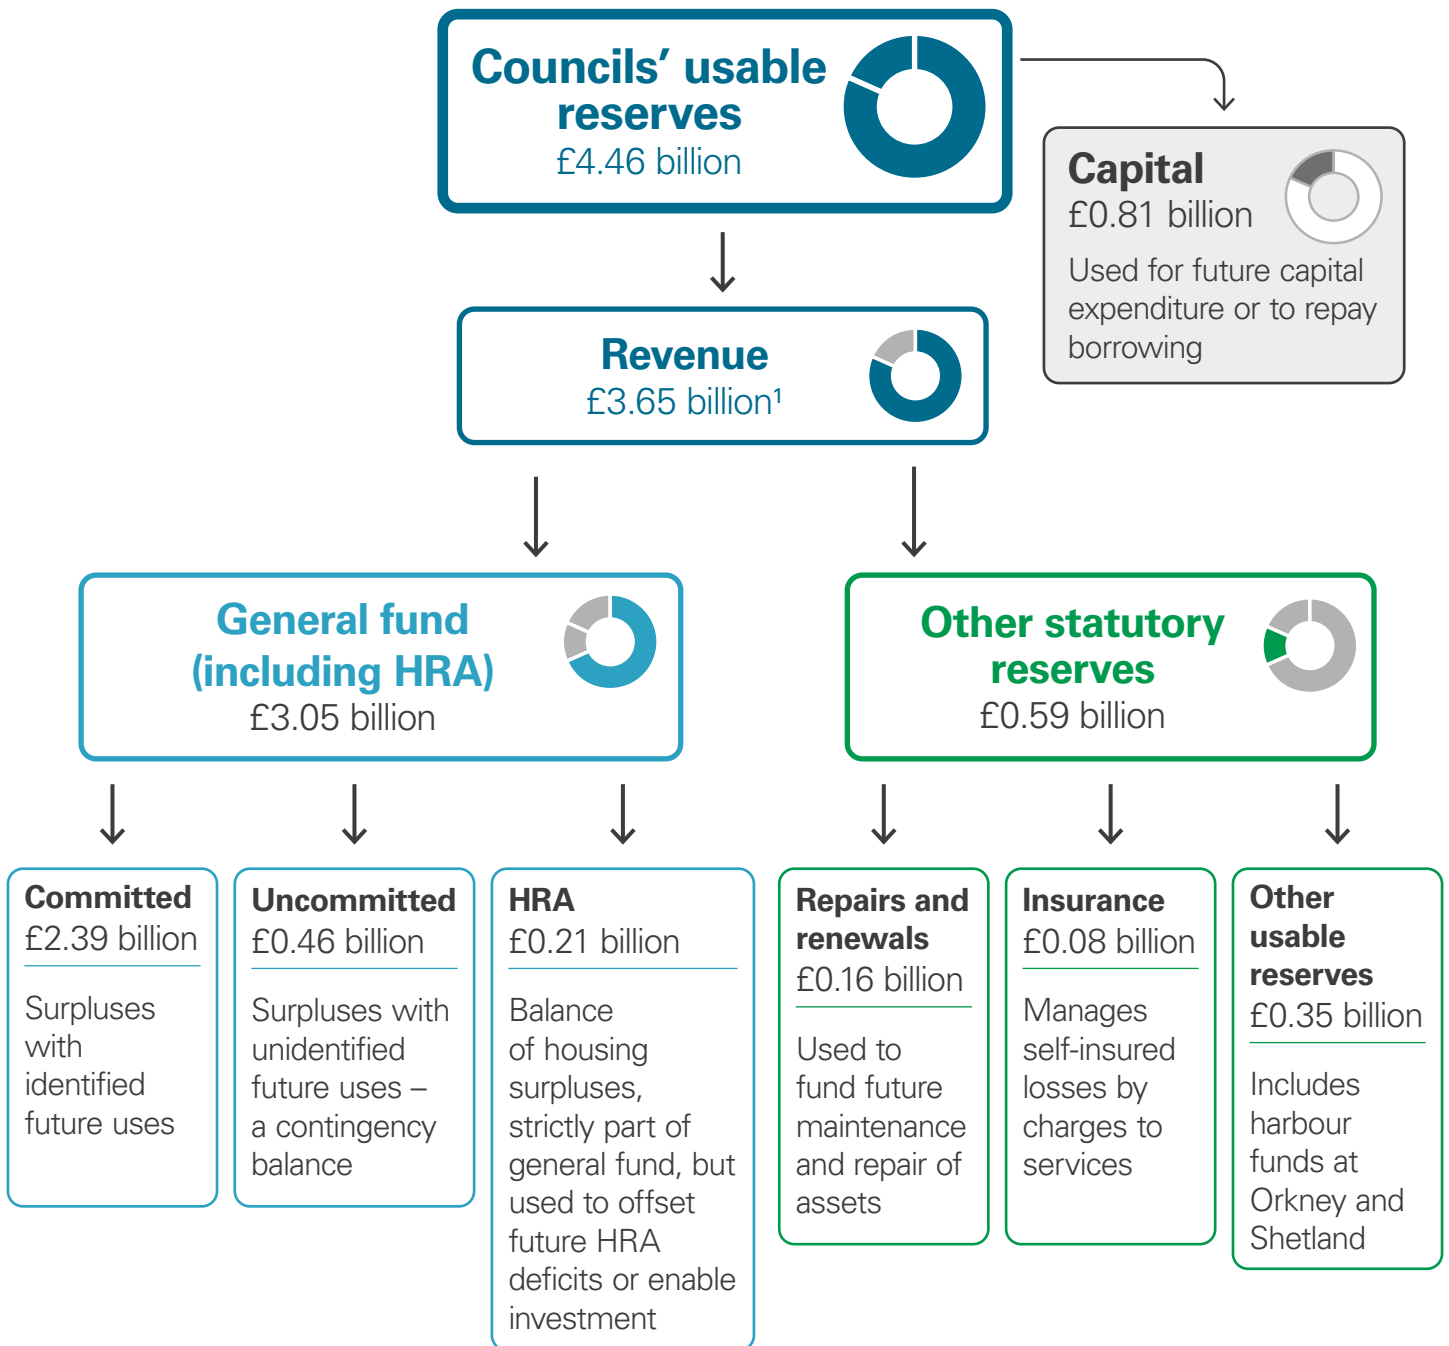 Councils’ usable
reserves
£4.46 billion
Capital
£0.81 billion
Used for future capital
expenditure or to repay
borrowing
Revenue
£3.65 billion¹
General fund
(including HRA)
£3.05 billion
Other statutory
reserves
£0.59 billion
Committed
£2.39 billion
Surpluses
with
identified
future uses
Uncommitted
£0.46 billion
Surpluses with
unidentified
future uses –
a contingency
balance
HRA
£0.21 billion
Balance
of housing
surpluses,
strictly part of
general fund, but
used to offset
future HRA
deficits or enable
investment
Repairs and
renewals
£0.16 billion
Used to
fund future
maintenance
and repair of
assets
Insurance
£0.08 billion
Manages
self-insured
losses by
charges to
services
Other
usable
reserves
£0.35 billion
Includes
harbour
funds at
Orkney and
Shetland